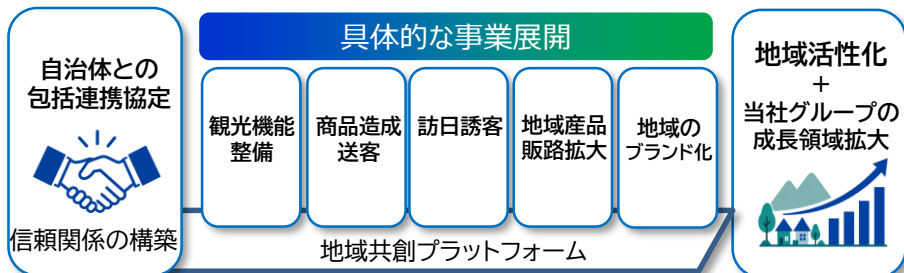 自治体との
包括連携協定
信頼関係の構築
具体的な事業展開
観光機能
整備
商品造成
送客
訪日誘客
地域産品
販路拡大
地域の
ブランド化
地域共創プラットフォーム
地域活性化
+
当社グループの
成長領域拡大